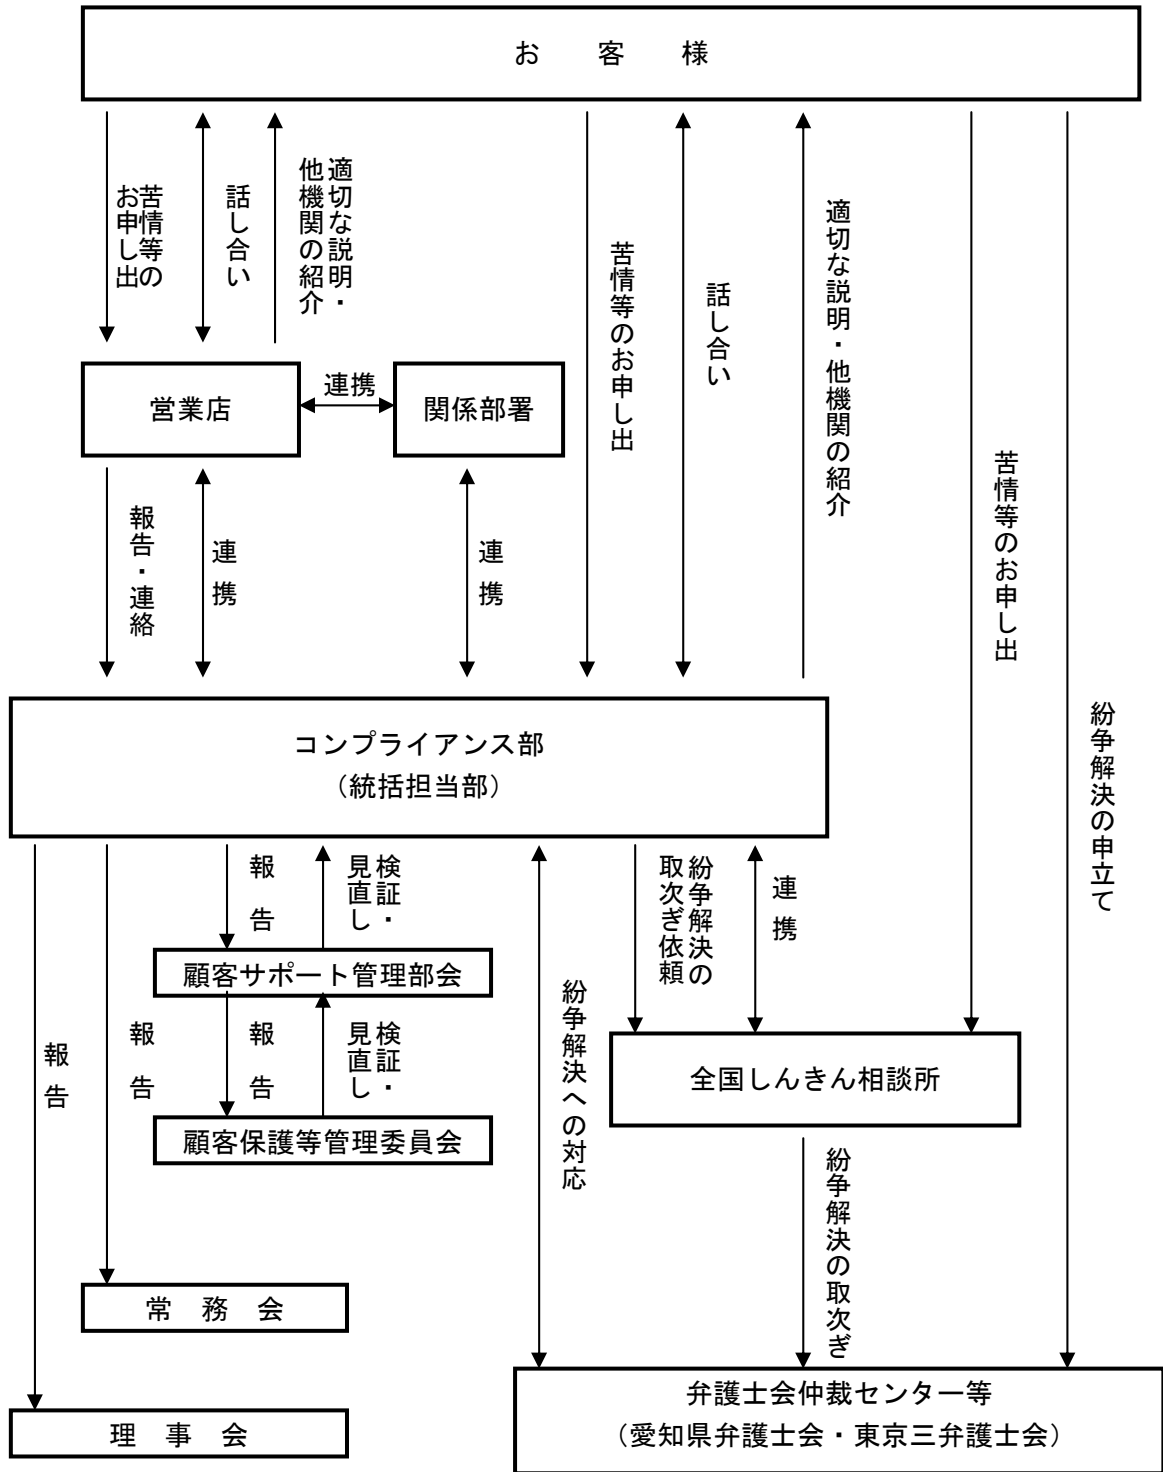 お　客　様
苦情等の
お申し出
話し合い
適切な説明・
他機関の紹介
苦情等のお申し出
話し合い
適切な説明・他機関の紹介
苦情等のお申し出
紛争解決の申立て
営業店
連携
関係部署
報告・連絡
連携
連携
コンプライアンス部
（統括担当部）
報告
検証・
見直し
紛争解決の
取次ぎ依頼
連携
顧客サポート管理部会
報告
報告
報告
検証・
見直し
紛争解決への対応
全国しんきん相談所
顧客保護等管理委員会
紛争解決の取次ぎ
常　務　会
理　事　会
弁護士会仲裁センター等
（愛知県弁護士会・東京三弁護士会）